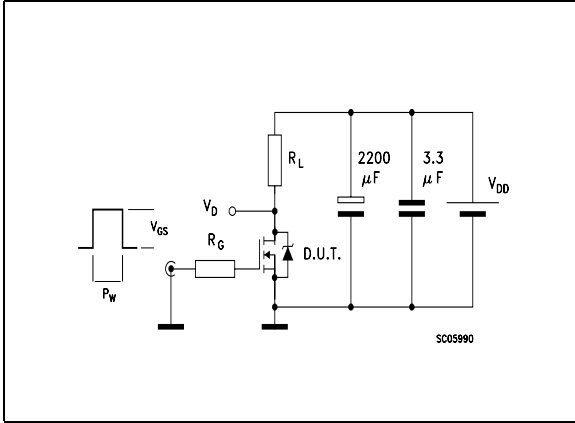 R_L
2200 μF
3.3 μF
V_DD
V_D
V_GS
R_G
D.U.T.
P_W
SC05990